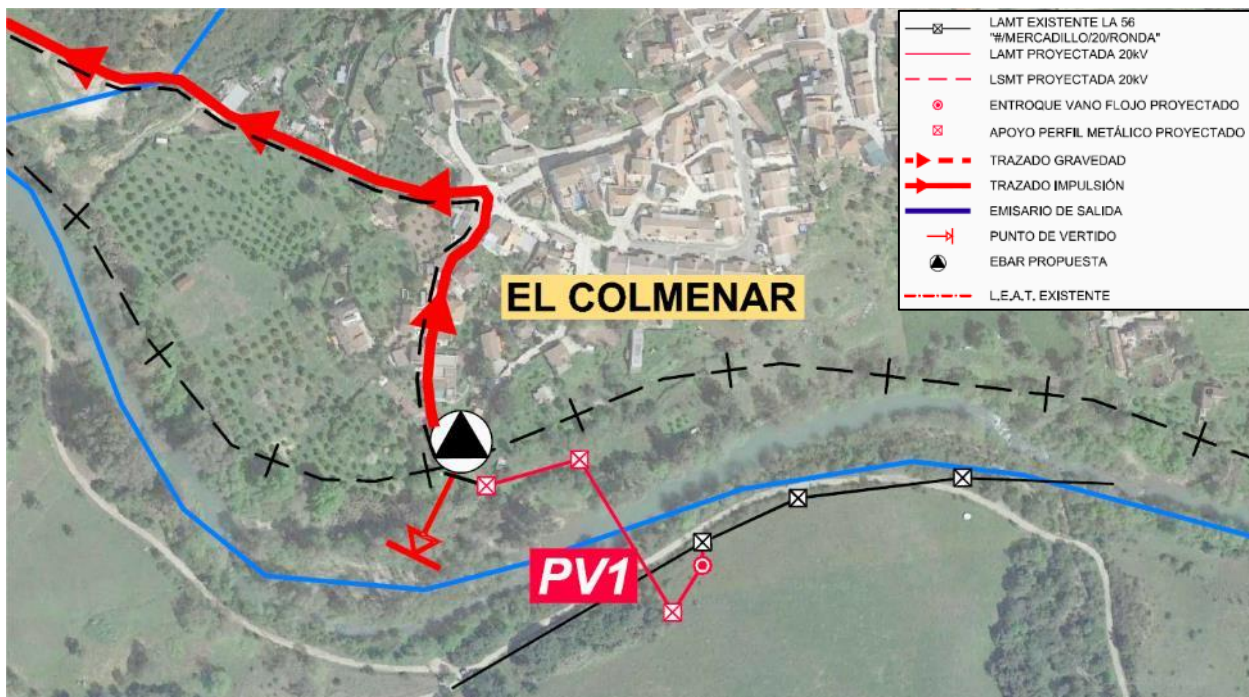 LAMT EXISTENTE LA 56
"#/MERCADILLO/20/RONDA"
LAMT PROYECTADA 20kV
LSMT PROYECTADA 20kV
ENTROQUE VANO FLOJO PROYECTADO
APOYO PERFIL METÁLICO PROYECTADO
TRAZADO GRAVEDAD
TRAZADO IMPULSIÓN
EMISARIO DE SALIDA
PUNTO DE VERTIDO
EBAR PROPUESTA
L.E.A.T. EXISTENTE
EL COLMENAR
PV1